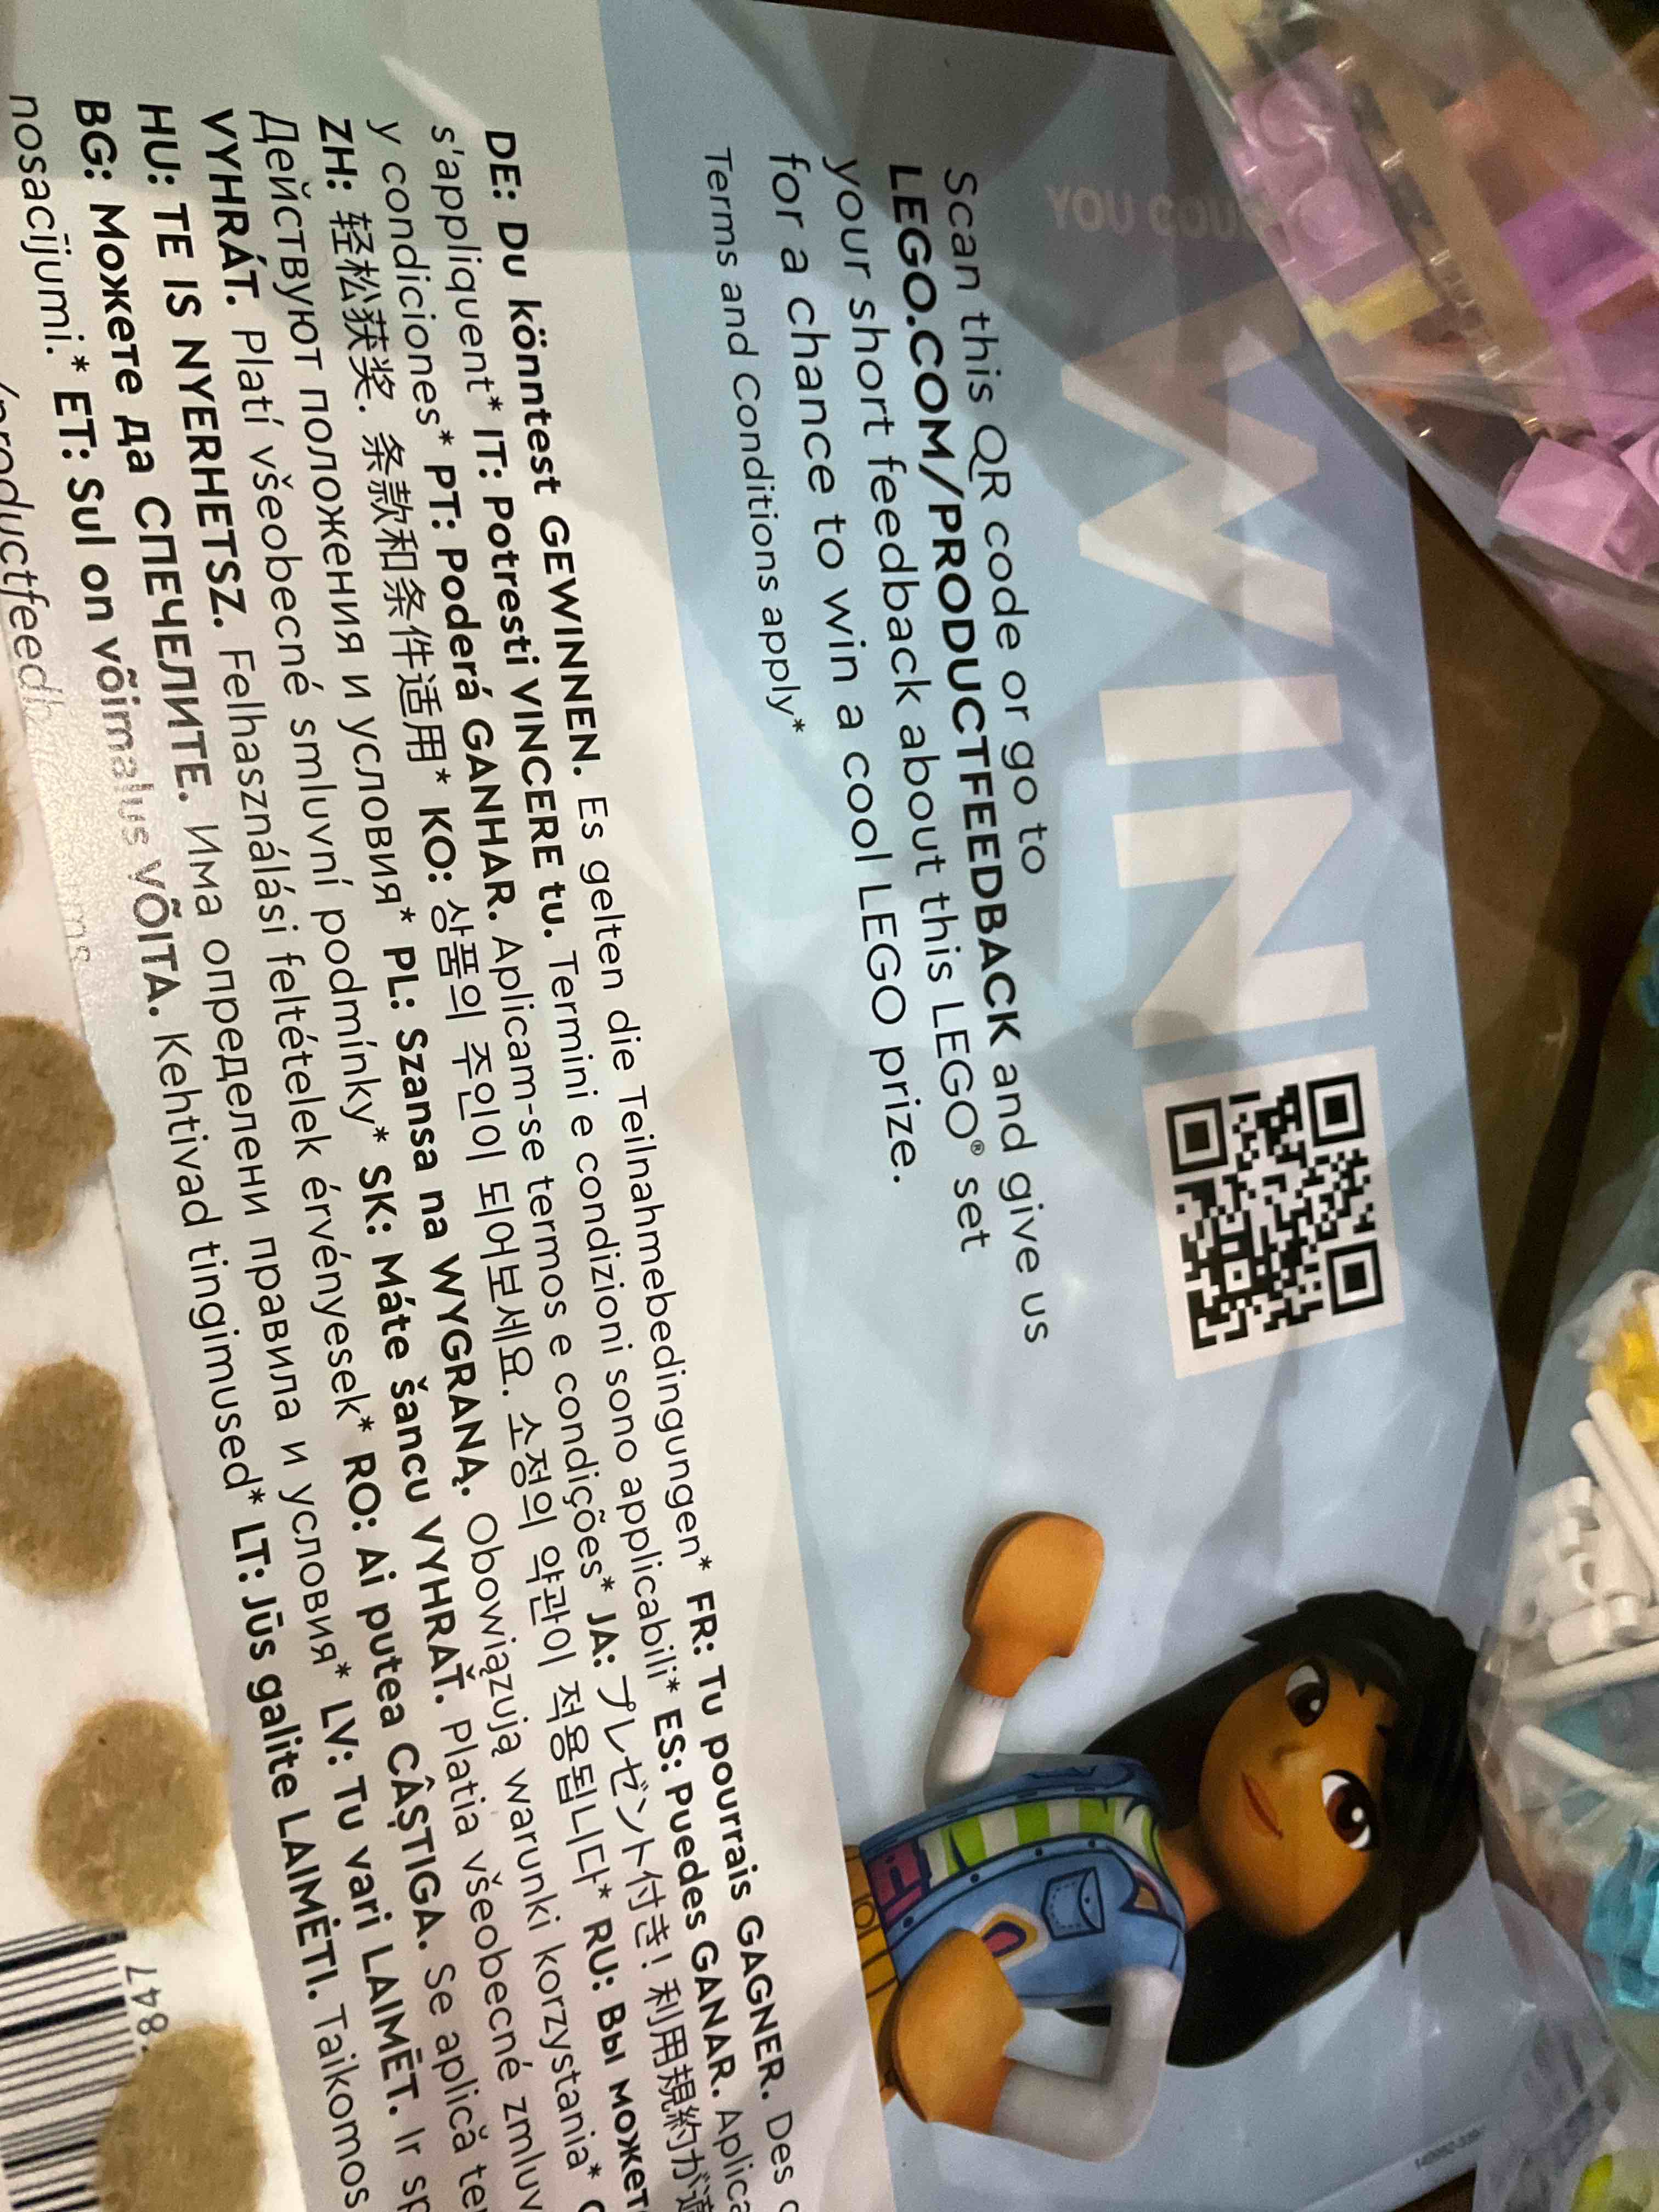 YOU COU
WIN
Scan this QR code or go to
LEGO.COM/PRODUCTFEEDBACK and give us
your short feedback about this LEGO® set
for a chance to win a cool LEGO prize.
Terms and Conditions apply*
DE: Du könntest GEWINNEN. Es gelten die Teilnahmebedingungen* FR: Tu pourrais GAGNER. Des
s'appliquent* IT: Potresti VINCERE tu. Termini e condizioni sono applicabili* ES: Puedes GANAR. Aplica
y condiciones* PT: Poderá GANHAR. Aplicam-se termos e condições* JA: プレゼント付き! 利用規約が適
ZH: 轻松获奖. 条款和条件适用* KO: 상품의 주인이 되어보세요. 소정의 약관이 적용됩니다* RU: Вы может
Действуют положения и условия* PL: Szansa na WYGRANĄ. Obowiązują warunki korzystania*
VYHRÁT. Platí všeobecné smluvní podmínky* SK: Máte šancu VYHRAŤ. Platia všeobecné zmluv
HU: TE IS NYERHETSZ. Felhasználási feltételek érvényesek* RO: Ai putea CÂȘTIGA. Se aplică te
BG: Можете да СПЕЧЕЛИТЕ. Има определени правила и условия* LV: Tu vari LAIMĒT. Ir sp
nosacījumi.* ET: Sul on võimalus VÕITA. Kehtivad tingimused* LT: Jūs galite LAIMĖTI. Taikomos
/productfeedb
847